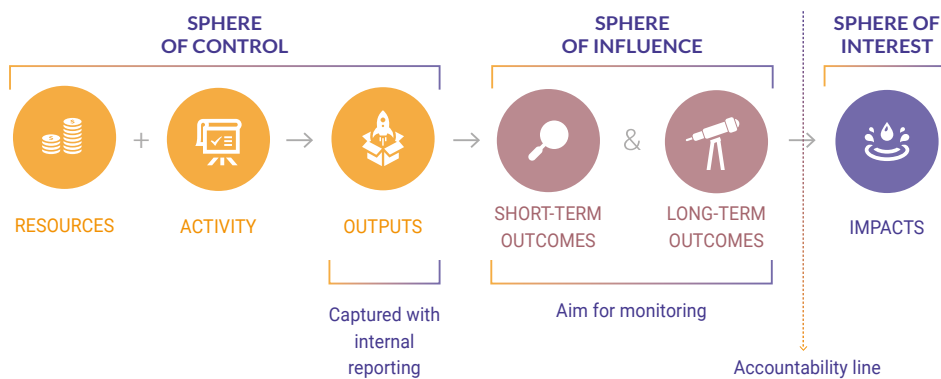 SPHERE
OF CONTROL
SPHERE
OF INFLUENCE
SPHERE OF
INTEREST
+
&
RESOURCES
ACTIVITY
OUTPUTS
SHORT-TERM
OUTCOMES
LONG-TERM
OUTCOMES
IMPACTS
Captured with
internal
reporting
Aim for monitoring
Accountability line